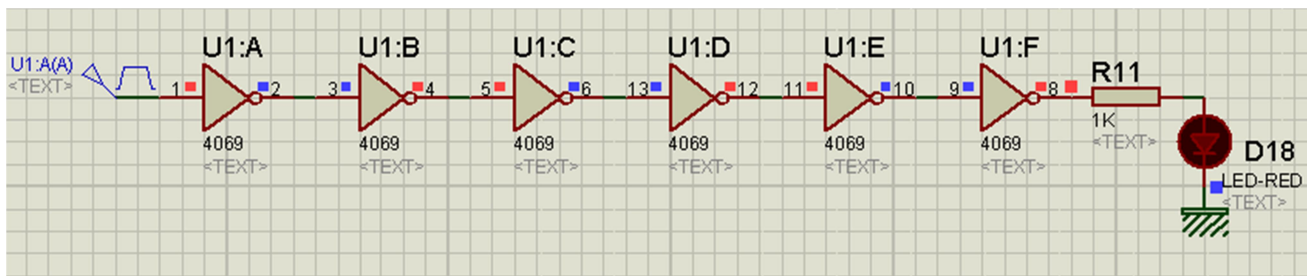 U1:A U1:B U1:C U1:D U1:E U1:F
U1:A(A)
<TEXT>
1 2 3 4 5 6 13 12 11 10 9 8
R11
1K
<TEXT>
4069 4069 4069 4069 4069 4069
<TEXT> <TEXT> <TEXT> <TEXT> <TEXT> <TEXT>
D18
LED-RED
<TEXT>